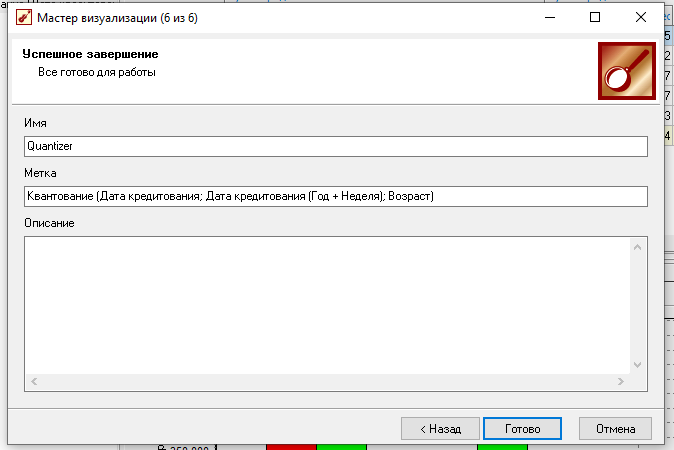 Мастер визуализации (6 из 6)
Успешное завершение
Все готово для работы
Имя
Quantizer
Метка
Квантование (Дата кредитования; Дата кредитования (Год + Неделя); Возраст)
Описание
< Назад
Готово
Отмена